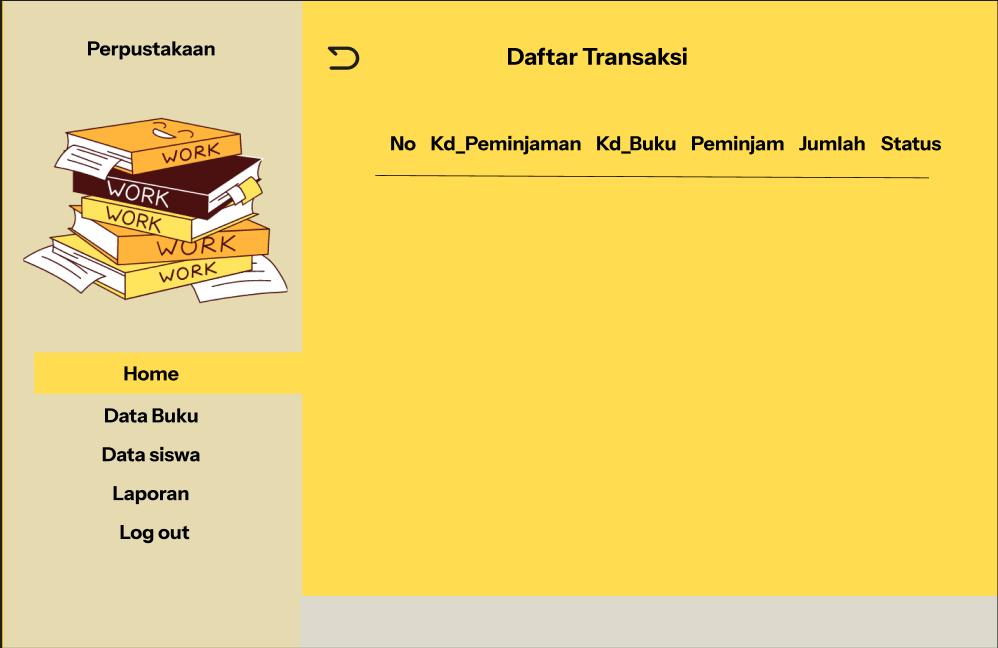 Perpustakaan
WORK
WORK
WORK
WORK
WORK
Home
Data Buku
Data siswa
Laporan
Log out
Daftar Transaksi
No Kd_Peminjaman Kd_Buku Peminjam Jumlah Status